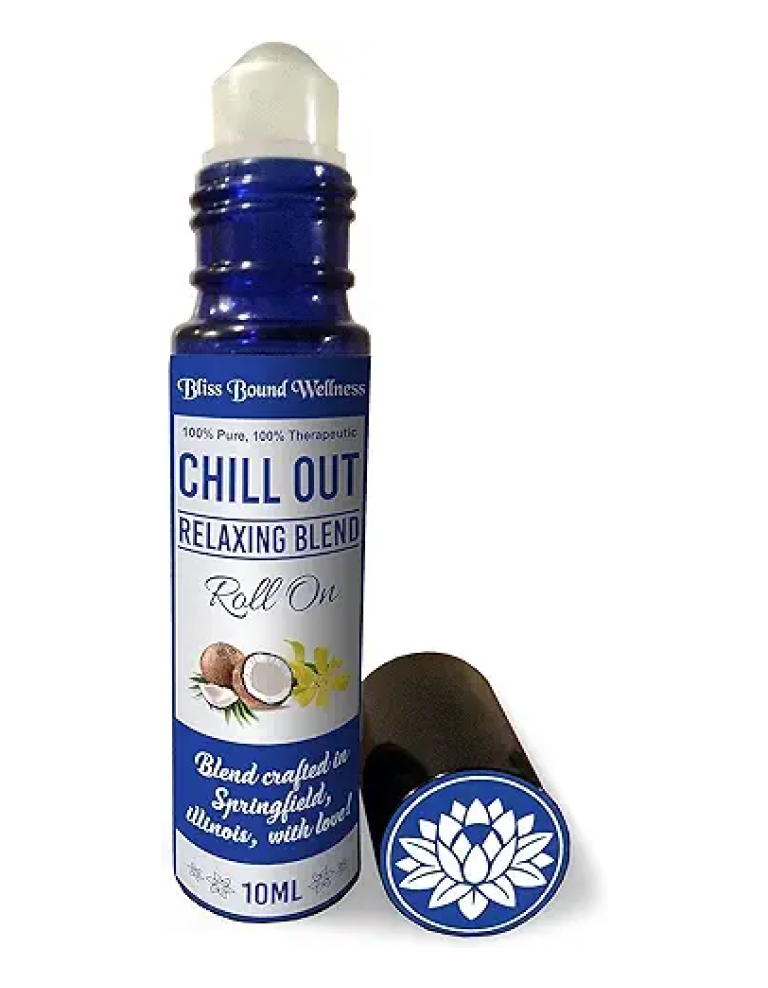 Bliss Bound Wellness
100% Pure, 100% Therapeutic
CHILL OUT
RELAXING BLEND
Roll On
Blend crafted in
Springfield,
illinois, with love!
10ML